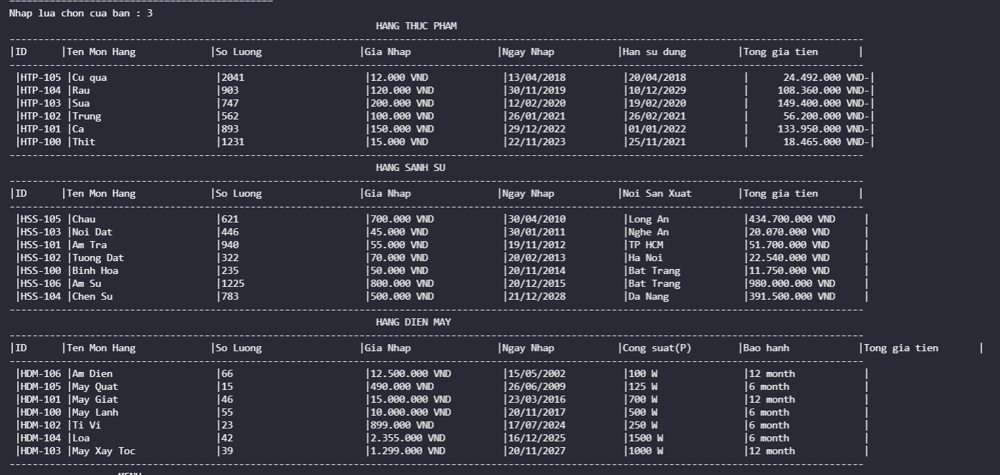 Nhap lua chon cua ban : 3
HANG THUC PHAM
|ID |Ten Mon Hang |So Luong |Gia Nhap |Ngay Nhap |Han su dung |Tong gia tien |
|HTP-105 |Cu qua |2041 |12.000 VND |13/04/2018 |20/04/2018 | 24.492.000 VND-|
|HTP-104 |Rau |903 |120.000 VND |30/11/2019 |10/12/2029 | 108.360.000 VND-|
|HTP-103 |Sua |747 |200.000 VND |12/02/2020 |19/02/2020 | 149.400.000 VND-|
|HTP-102 |Trung |562 |100.000 VND |26/01/2021 |26/02/2021 | 56.200.000 VND-|
|HTP-101 |Ca |893 |150.000 VND |29/12/2022 |01/01/2022 | 133.950.000 VND-|
|HTP-100 |Thit |1231 |15.000 VND |22/11/2023 |25/11/2021 | 18.465.000 VND-|
HANG SANH SU
|ID |Ten Mon Hang |So Luong |Gia Nhap |Ngay Nhap |Noi San Xuat |Tong gia tien |
|HSS-105 |Chau |621 |700.000 VND |30/04/2010 |Long An |434.700.000 VND |
|HSS-103 |Noi Dat |446 |45.000 VND |30/01/2011 |Nghe An |20.070.000 VND |
|HSS-101 |Am Tra |940 |55.000 VND |19/11/2012 |TP HCM |51.700.000 VND |
|HSS-102 |Tuong Dat |322 |70.000 VND |20/02/2013 |Ha Noi |22.540.000 VND |
|HSS-100 |Binh Hoa |235 |50.000 VND |20/11/2014 |Bat Trang |11.750.000 VND |
|HSS-106 |Am Su |1225 |800.000 VND |20/12/2015 |Bat Trang |980.000.000 VND |
|HSS-104 |Chen Su |783 |500.000 VND |21/12/2028 |Da Nang |391.500.000 VND |
HANG DIEN MAY
|ID |Ten Mon Hang |So Luong |Gia Nhap |Ngay Nhap |Cong suat(P) |Bao hanh |Tong gia tien |
|HDM-106 |Am Dien |66 |12.500.000 VND |15/05/2002 |100 W |12 month |
|HDM-105 |May Quat |15 |490.000 VND |26/06/2009 |125 W |6 month |
|HDM-101 |May Giat |46 |15.000.000 VND |23/03/2016 |700 W |12 month |
|HDM-100 |May Lanh |55 |10.000.000 VND |20/11/2017 |500 W |6 month |
|HDM-102 |Ti Vi |23 |899.000 VND |17/07/2024 |250 W |6 month |
|HDM-104 |Loa |42 |2.355.000 VND |16/12/2025 |1500 W |6 month |
|HDM-103 |May Xay Toc |39 |1.299.000 VND |20/11/2027 |1000 W |12 month |
MENU